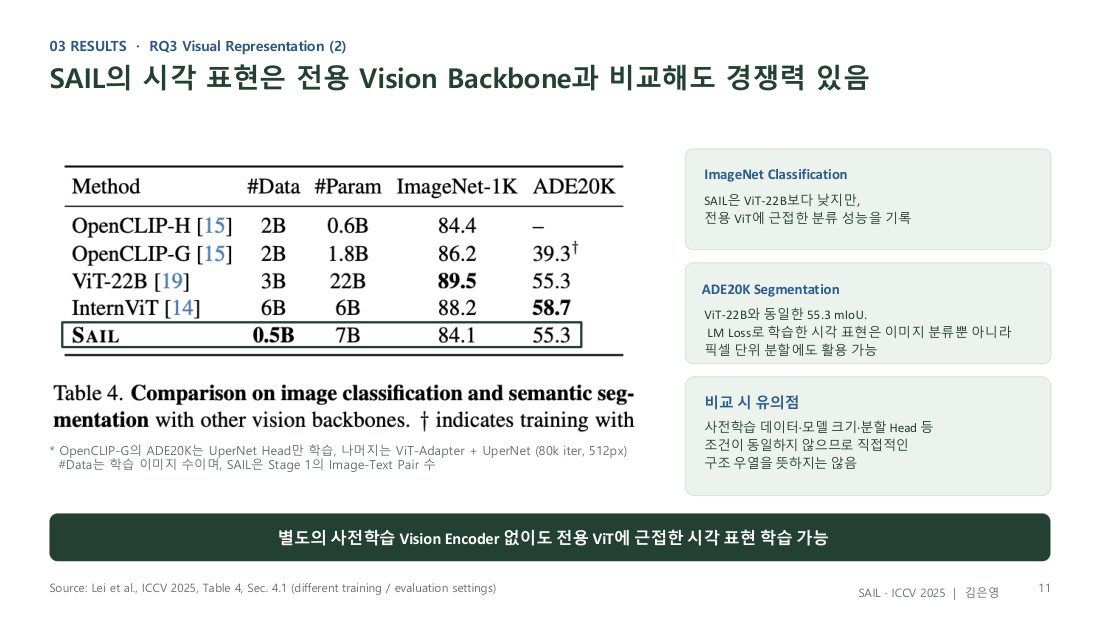 03 RESULTS · RQ3 Visual Representation (2)
SAIL의 시각 표현은 전용 Vision Backbone과 비교해도 경쟁력 있음
Method #Data #Param ImageNet-1K ADE20K
OpenCLIP-H [15] 2B 0.6B 84.4 –
OpenCLIP-G [15] 2B 1.8B 86.2 39.3†
ViT-22B [19] 3B 22B 89.5 55.3
InternViT [14] 6B 6B 88.2 58.7
SAIL 0.5B 7B 84.1 55.3
Table 4. Comparison on image classification and semantic seg-
mentation with other vision backbones. † indicates training with
* OpenCLIP-G의 ADE20K는 UperNet Head만 학습, 나머지는 ViT-Adapter + UperNet (80k iter, 512px)
#Data는 학습 이미지 수이며, SAIL은 Stage 1의 Image-Text Pair 수
ImageNet Classification
SAIL은 ViT-22B보다 낮지만,
전용 ViT에 근접한 분류 성능을 기록
ADE20K Segmentation
ViT-22B와 동일한 55.3 mIoU.
LM Loss로 학습한 시각 표현은 이미지 분류뿐 아니라
픽셀 단위 분할에도 활용 가능
비교 시 유의점
사전학습 데이터·모델 크기·분할 Head 등
조건이 동일하지 않으므로 직접적인
구조 우열을 뜻하지는 않음
별도의 사전학습 Vision Encoder 없이도 전용 ViT에 근접한 시각 표현 학습 가능
Source: Lei et al., ICCV 2025, Table 4, Sec. 4.1 (different training / evaluation settings)
SAIL · ICCV 2025 | 김은영
11